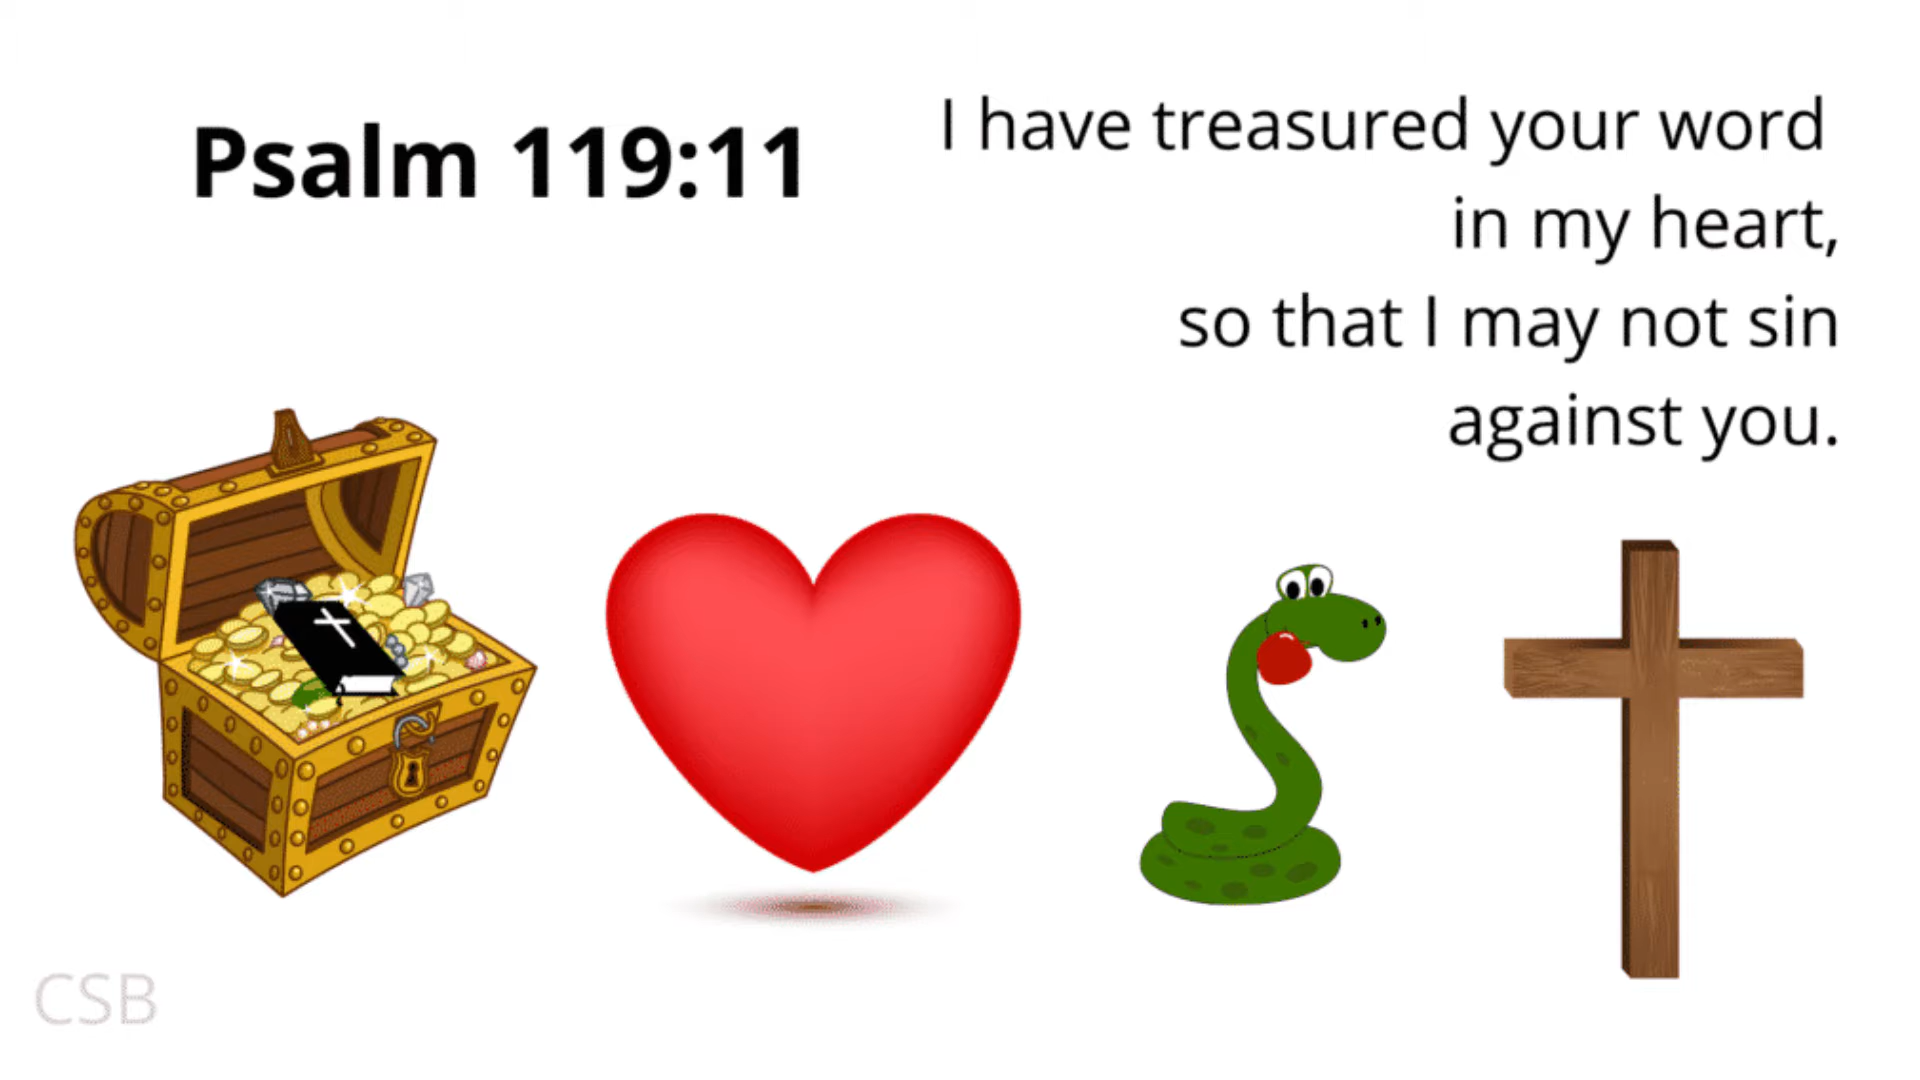 Psalm 119:11
I have treasured your word
in my heart,
so that I may not sin
against you.
CSB